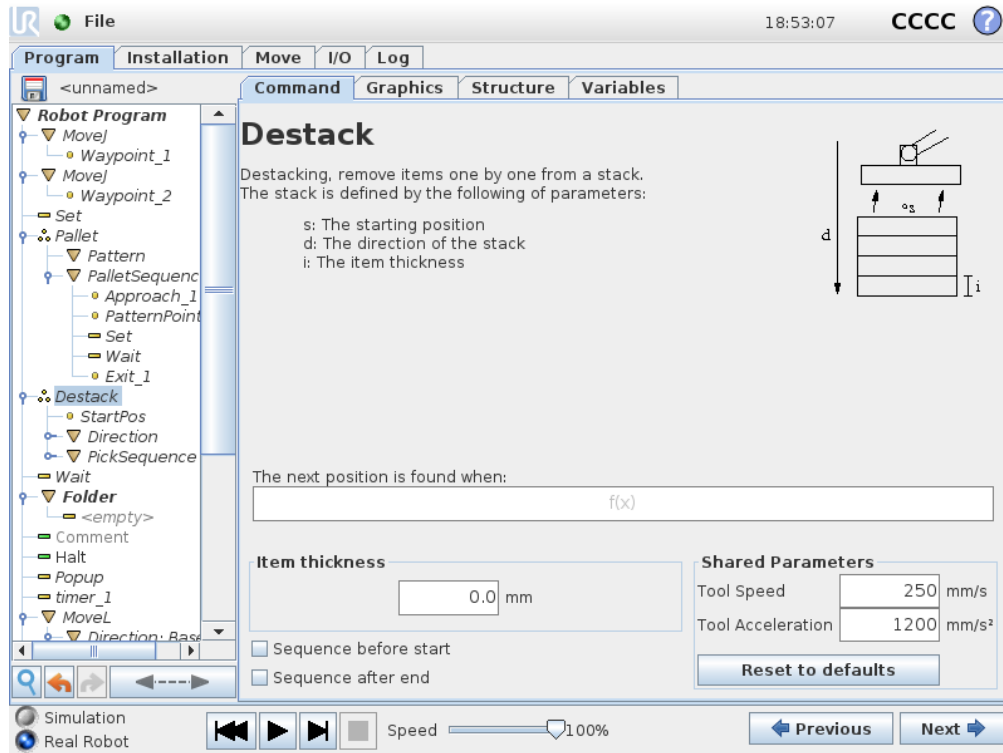 UR File 18:53:07 CCCC ?
Program Installation Move I/O Log
<unnamed>
Command Graphics Structure Variables
Robot Program
MoveJ
Waypoint_1
MoveJ
Waypoint_2
Set
Pallet
Pattern
PalletSequenc
Approach_1
PatternPoint
Set
Wait
Exit_1
Destack
StartPos
Direction
PickSequence
Wait
Folder
<empty>
Comment
Halt
Popup
timer_1
MoveL
Direction: Base
Destack
Destacking, remove items one by one from a stack.
The stack is defined by the following of parameters:
s: The starting position
d: The direction of the stack
i: The item thickness
s
d
i
The next position is found when:
f(x)
Item thickness
0.0 mm
Sequence before start
Sequence after end
Shared Parameters
Tool Speed 250 mm/s
Tool Acceleration 1200 mm/s²
Reset to defaults
Simulation
Real Robot
Speed 100%
Previous Next